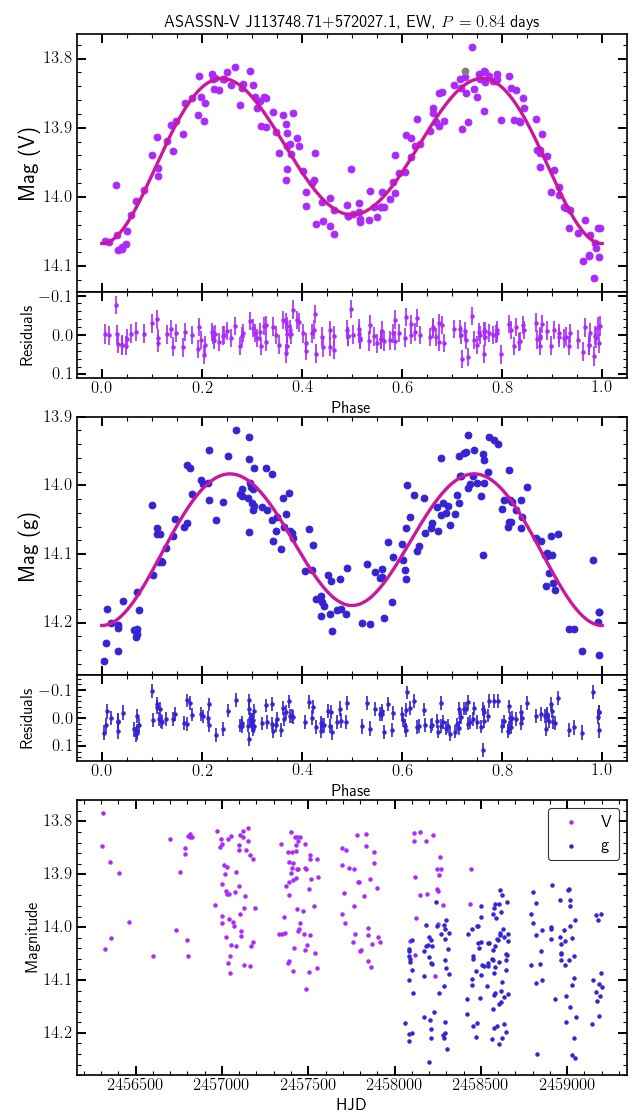 ASASSN-V J113748.71+572027.1, EW, P = 0.84 days
13.8
13.9
14.0
14.1
Mag (V)
−0.1
0.0
0.1
Residuals
0.0 0.2 0.4 0.6 0.8 1.0
Phase
13.9
14.0
14.1
14.2
Mag (g)
−0.1
0.0
0.1
Residuals
0.0 0.2 0.4 0.6 0.8 1.0
Phase
V
g
13.8
13.9
14.0
14.1
14.2
Magnitude
2456500 2457000 2457500 2458000 2458500 2459000
HJD